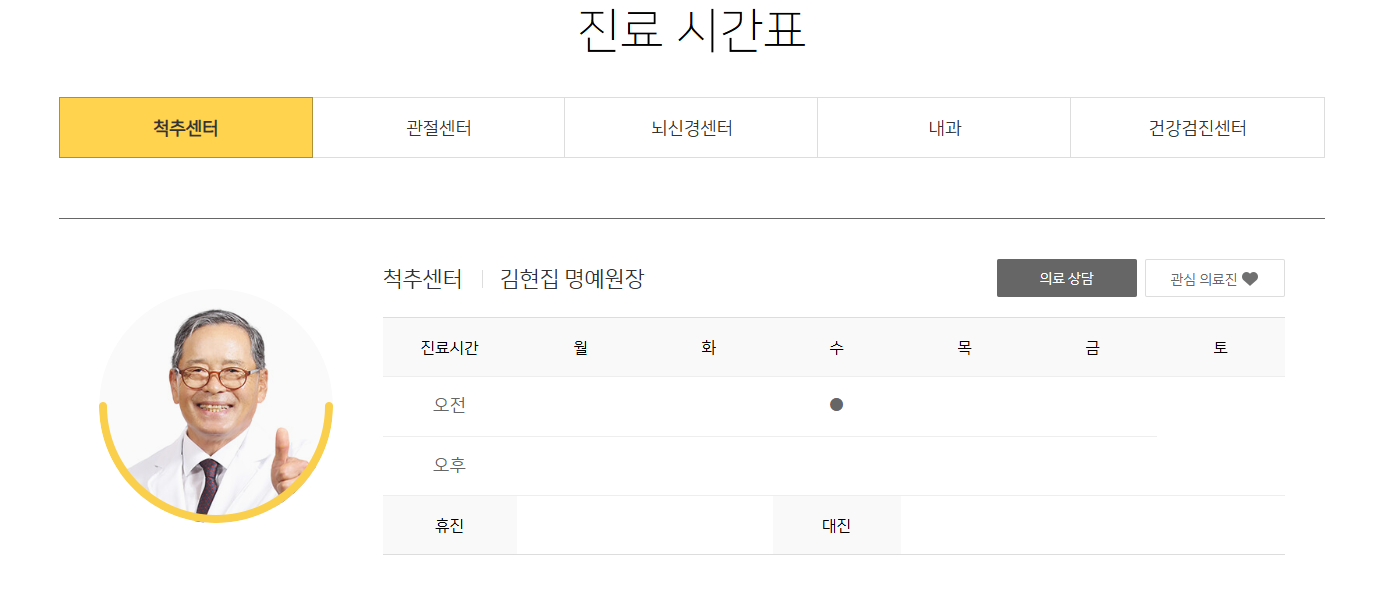 진료 시간표
척추센터 관절센터 뇌신경센터 내과 건강검진센터
척추센터 김현집 명예원장 의료 상담 관심 의료진
진료시간 월 화 수 목 금 토
오전 ●
오후
휴진 대진